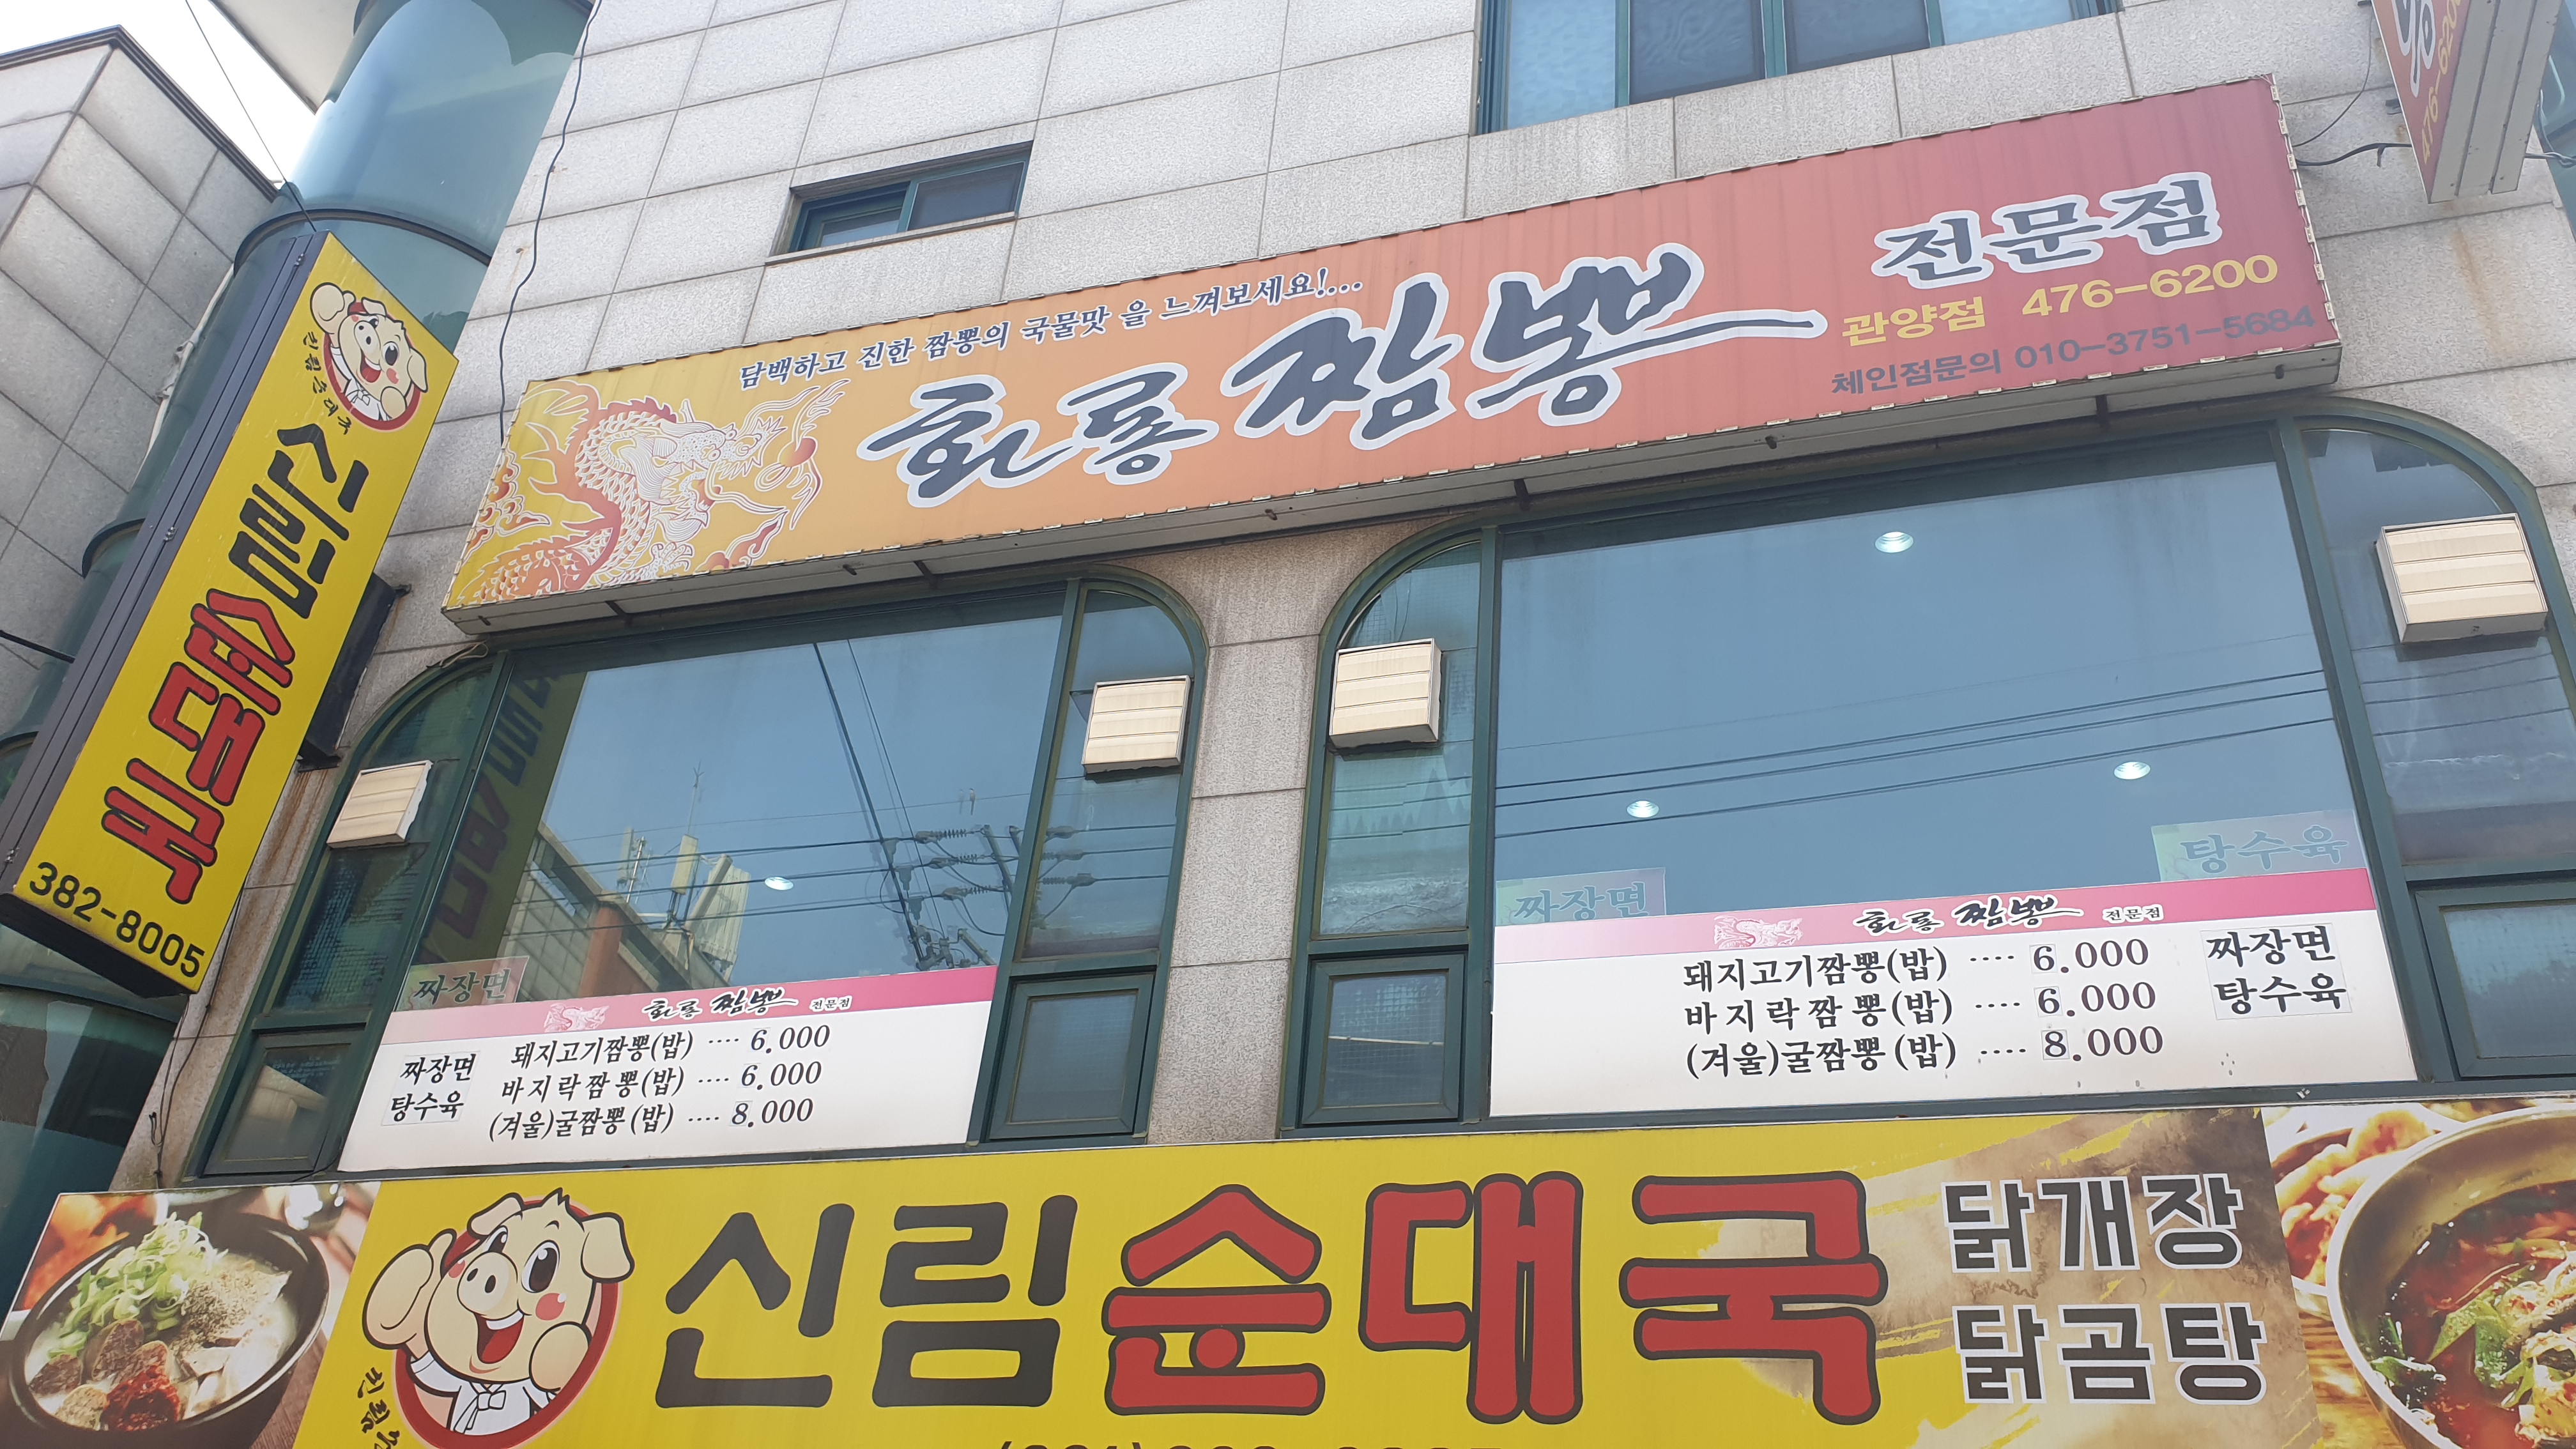 담백하고 진한 짬뽕의 국물맛 을 느껴보세요!...
화룡 짬뽕 전문점
관양점 476-6200
체인점문의 010-3751-5684
476-620
신림순대국
신림순대국
382-8005
짜장면
짜장면
탕수육
화룡 짬뽕 전문점
돼지고기짬뽕(밥) ···· 6.000
바지락짬뽕(밥) ···· 6.000
(겨울)굴짬뽕(밥) ···· 8.000
짜장면
탕수육
화룡 짬뽕 전문점
돼지고기짬뽕(밥) ···· 6.000
바지락짬뽕(밥) ···· 6.000
(겨울)굴짬뽕(밥) ···· 8.000
짜장면
탕수육
신림순대국
닭개장
닭곰탕